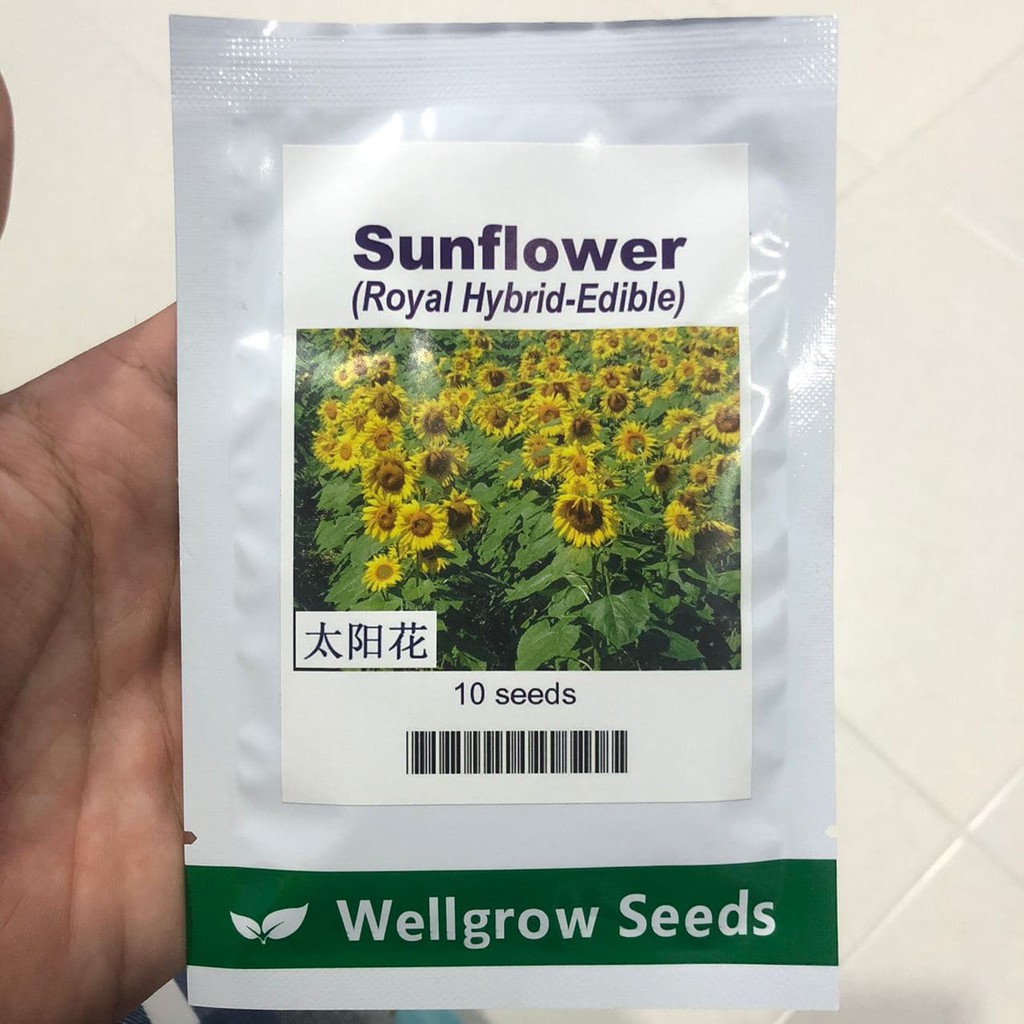 Sunflower
(Royal Hybrid-Edible)
太阳花
10 seeds
Wellgrow Seeds